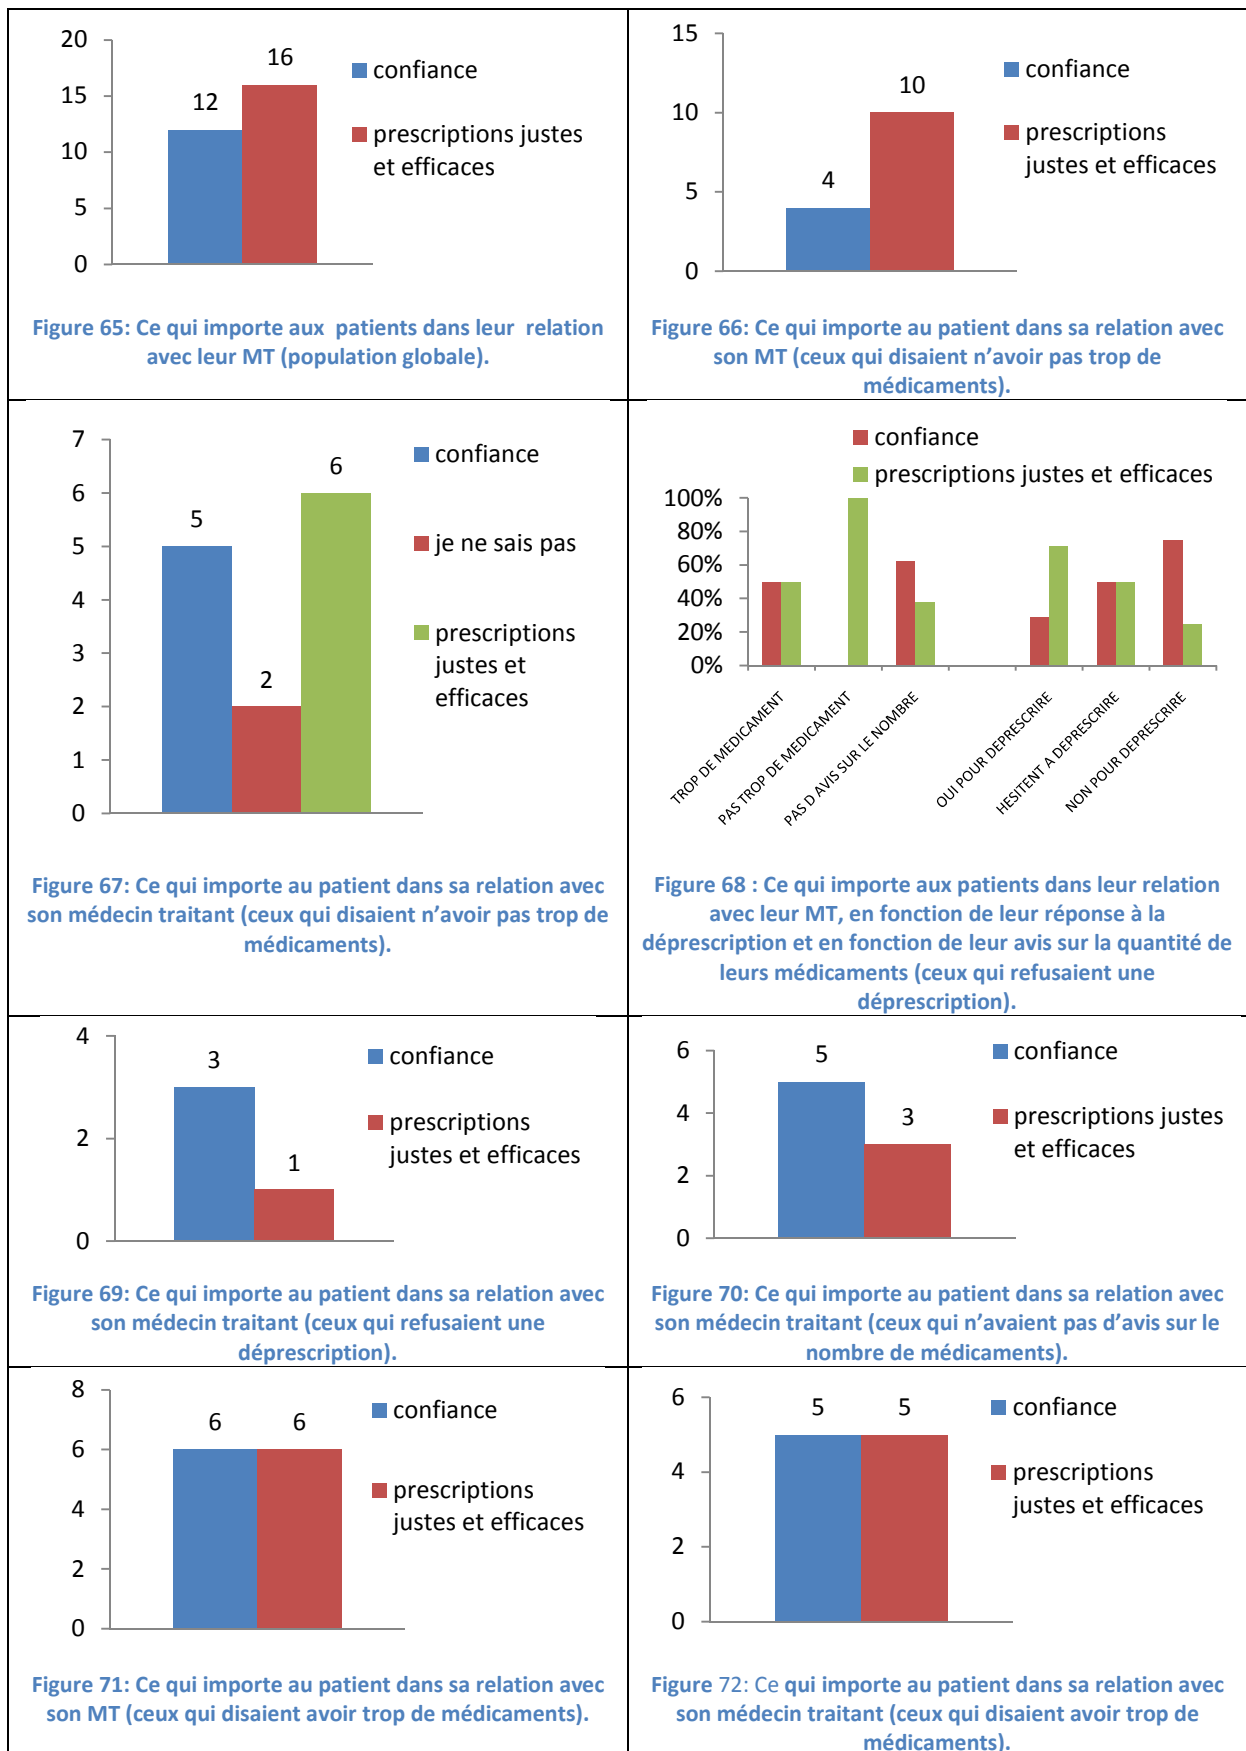 20
15
10
5
0
12
16
confiance
prescriptions justes
et efficaces
Figure 65: Ce qui importe aux patients dans leur relation
avec leur MT (population globale).
15
10
5
0
4
10
confiance
prescriptions
justes et efficaces
Figure 66: Ce qui importe au patient dans sa relation avec
son MT (ceux qui disaient n’avoir pas trop de
médicaments).
7
6
5
4
3
2
1
0
5
2
6
confiance
je ne sais pas
prescriptions
justes et
efficaces
Figure 67: Ce qui importe au patient dans sa relation avec
son médecin traitant (ceux qui disaient n’avoir pas trop de
médicaments).
confiance
prescriptions justes et efficaces
100%
80%
60%
40%
20%
0%
TROP DE MEDICAMENT
PAS TROP DE MEDICAMENT
PAS D AVIS SUR LE NOMBRE
OUI POUR DEPRESCRIRE
HESITENT A DEPRESCRIRE
NON POUR DEPRESCRIRE
Figure 68 : Ce qui importe aux patients dans leur relation
avec leur MT, en fonction de leur réponse à la
déprescription et en fonction de leur avis sur la quantité de
leurs médicaments (ceux qui refusaient une
déprescription).
4
2
0
3
1
confiance
prescriptions
justes et efficaces
Figure 69: Ce qui importe au patient dans sa relation avec
son médecin traitant (ceux qui refusaient une
déprescription).
6
4
2
0
5
3
confiance
prescriptions justes
et efficaces
Figure 70: Ce qui importe au patient dans sa relation avec
son médecin traitant (ceux qui n’avaient pas d’avis sur le
nombre de médicaments).
8
6
4
2
0
6
6
confiance
prescriptions
justes et efficaces
Figure 71: Ce qui importe au patient dans sa relation avec
son MT (ceux qui disaient avoir trop de médicaments).
6
4
2
0
5
5
confiance
prescriptions
justes et efficaces
Figure 72: Ce qui importe au patient dans sa relation avec
son médecin traitant (ceux qui disaient avoir trop de
médicaments).